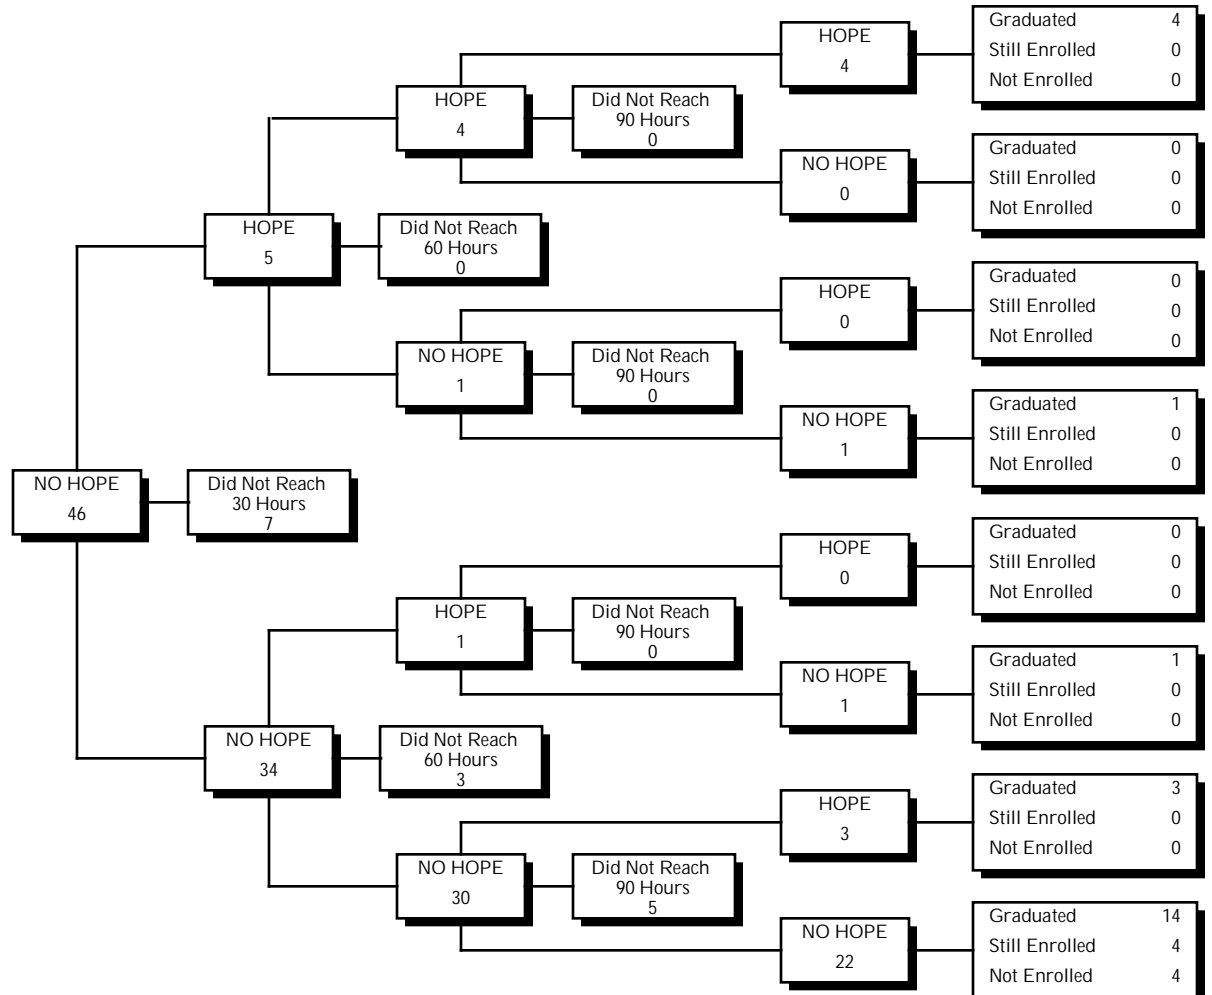 HOPE
4
Graduated 4
Still Enrolled 0
Not Enrolled 0
HOPE
4
Did Not Reach
90 Hours
0
NO HOPE
0
Graduated 0
Still Enrolled 0
Not Enrolled 0
HOPE
5
Did Not Reach
60 Hours
0
HOPE
0
Graduated 0
Still Enrolled 0
Not Enrolled 0
NO HOPE
1
Did Not Reach
90 Hours
0
NO HOPE
1
Graduated 1
Still Enrolled 0
Not Enrolled 0
NO HOPE
46
Did Not Reach
30 Hours
7
HOPE
0
Graduated 0
Still Enrolled 0
Not Enrolled 0
HOPE
1
Did Not Reach
90 Hours
0
NO HOPE
1
Graduated 1
Still Enrolled 0
Not Enrolled 0
NO HOPE
34
Did Not Reach
60 Hours
3
HOPE
3
Graduated 3
Still Enrolled 0
Not Enrolled 0
NO HOPE
30
Did Not Reach
90 Hours
5
NO HOPE
22
Graduated 14
Still Enrolled 4
Not Enrolled 4